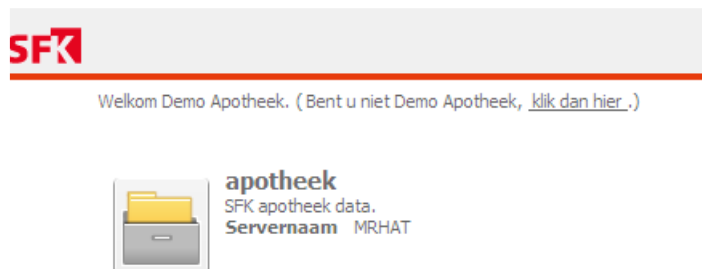 SFK
Welkom Demo Apotheek. ( Bent u niet Demo Apotheek, klik dan hier .)
apotheek
SFK apotheek data.
Servernaam MRHAT